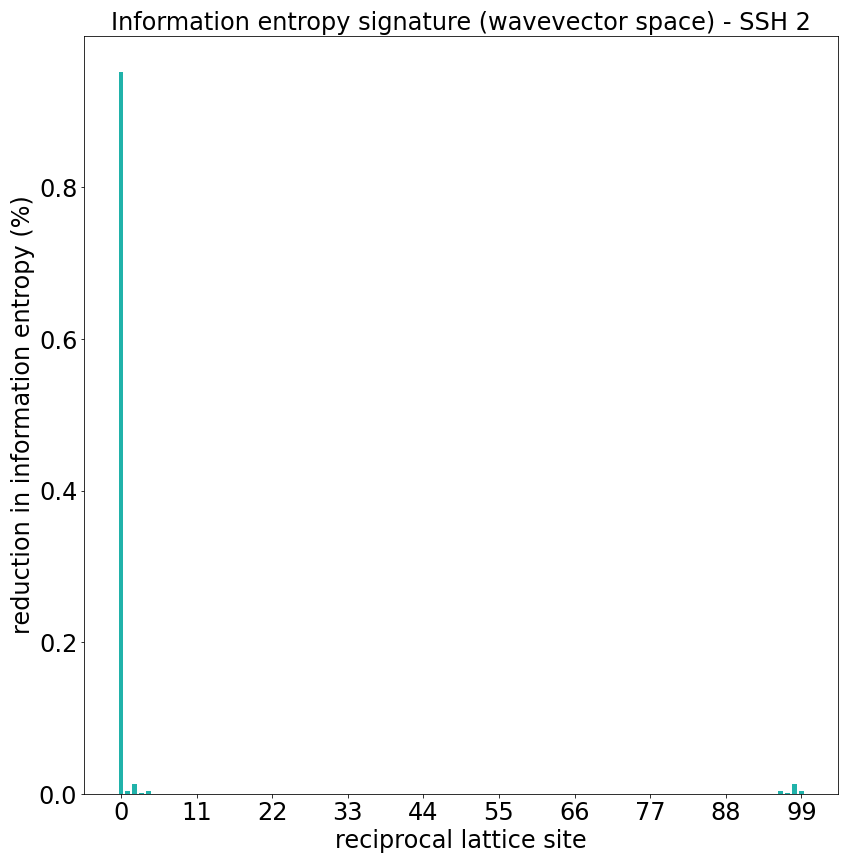 Information entropy signature (wavevector space) - SSH 2
reduction in information entropy (%)
0.8
0.6
0.4
0.2
0.0
0 11 22 33 44 55 66 77 88 99
reciprocal lattice site